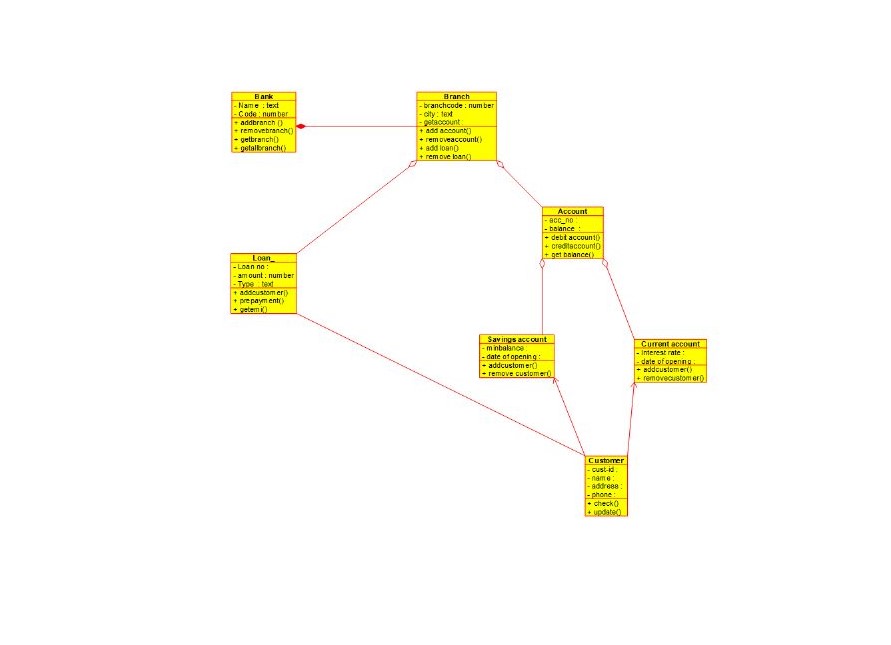 Bank
- Name : text
- Code : number
+ addbranch ()
+ removebranch()
+ getbranch()
+ getallbranch()
Branch
- branchcode : number
- city : text
- getaccount
+ add account()
+ removeaccount()
+ add loan()
+ remove loan()
Account
- acc_no :
- balance :
+ debit account()
+ creditaccount()
+ get balance()
Loan_
- Loan no :
- amount : number
- Type : text
+ addcustomer()
+ prepayment()
+ getemi()
Savings account
- minbalance
- date of opening :
+ addcustomer()
+ remove customer()
Current account
- Interest rate :
- date of opening :
+ addcustomer()
+ removecustomer()
Customer
- cust-id :
- name :
- address :
- phone :
+ check()
+ update()